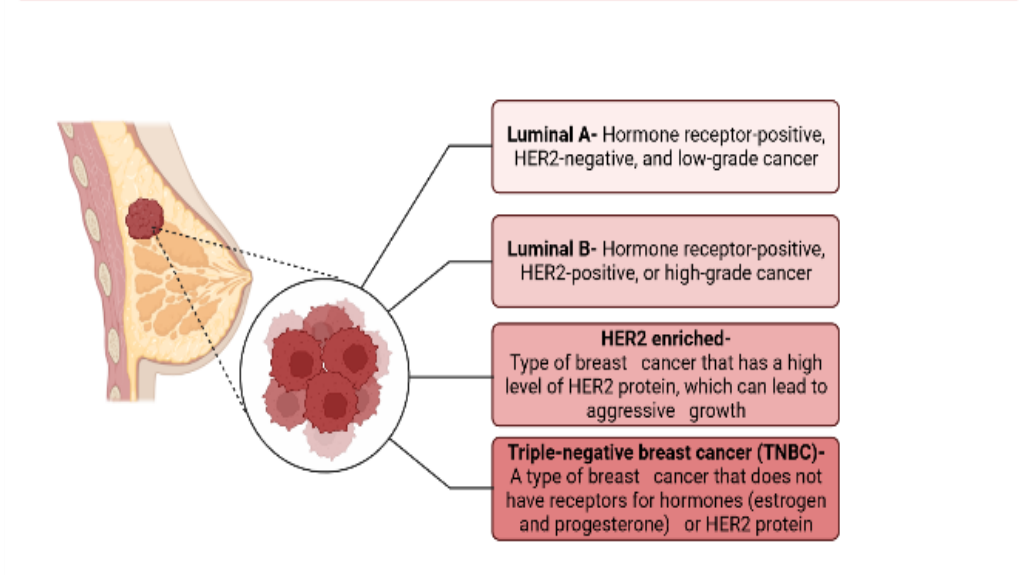 Luminal A- Hormone receptor-positive,
HER2-negative, and low-grade cancer
Luminal B- Hormone receptor-positive,
HER2-positive, or high-grade cancer
HER2 enriched-
Type of breast cancer that has a high
level of HER2 protein, which can lead to
aggressive growth
Triple-negative breast cancer (TNBC)-
A type of breast cancer that does not
have receptors for hormones (estrogen
and progesterone) or HER2 protein